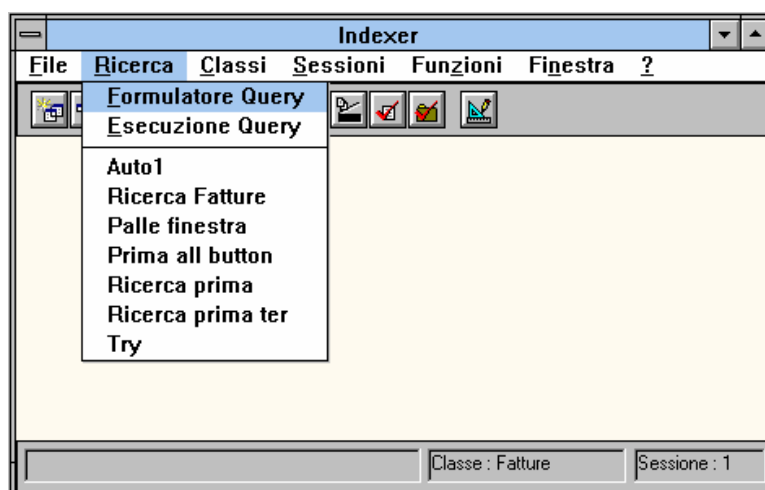 Indexer
File Ricerca Classi Sessioni Funzioni Finestra ?
Formulatore Query
Esecuzione Query
Auto1
Ricerca Fatture
Palle finestra
Prima all button
Ricerca prima
Ricerca prima ter
Try
Classe : Fatture Sessione : 1